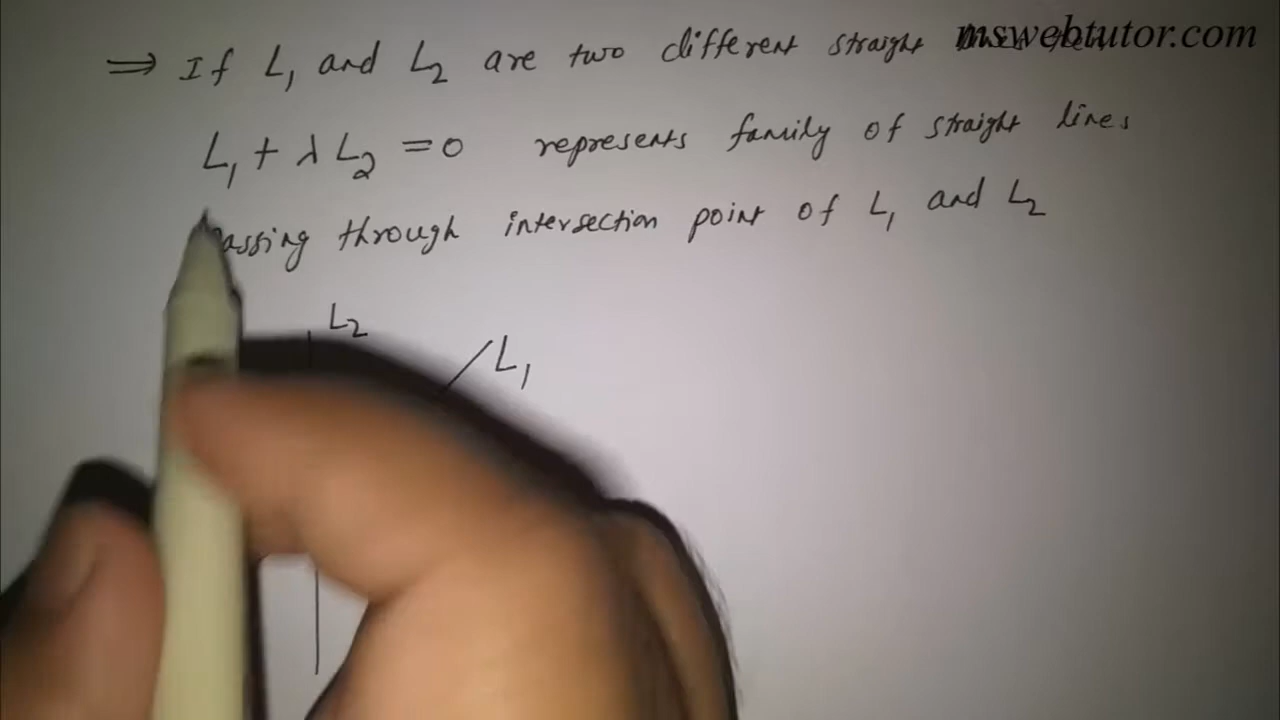 ⇒ If L₁ and L₂ are two different straight
mswebtutor.com
L₁ + λ L₂ = 0 represents family of straight lines
passing through intersection point of L₁ and L₂
L₂
L₁